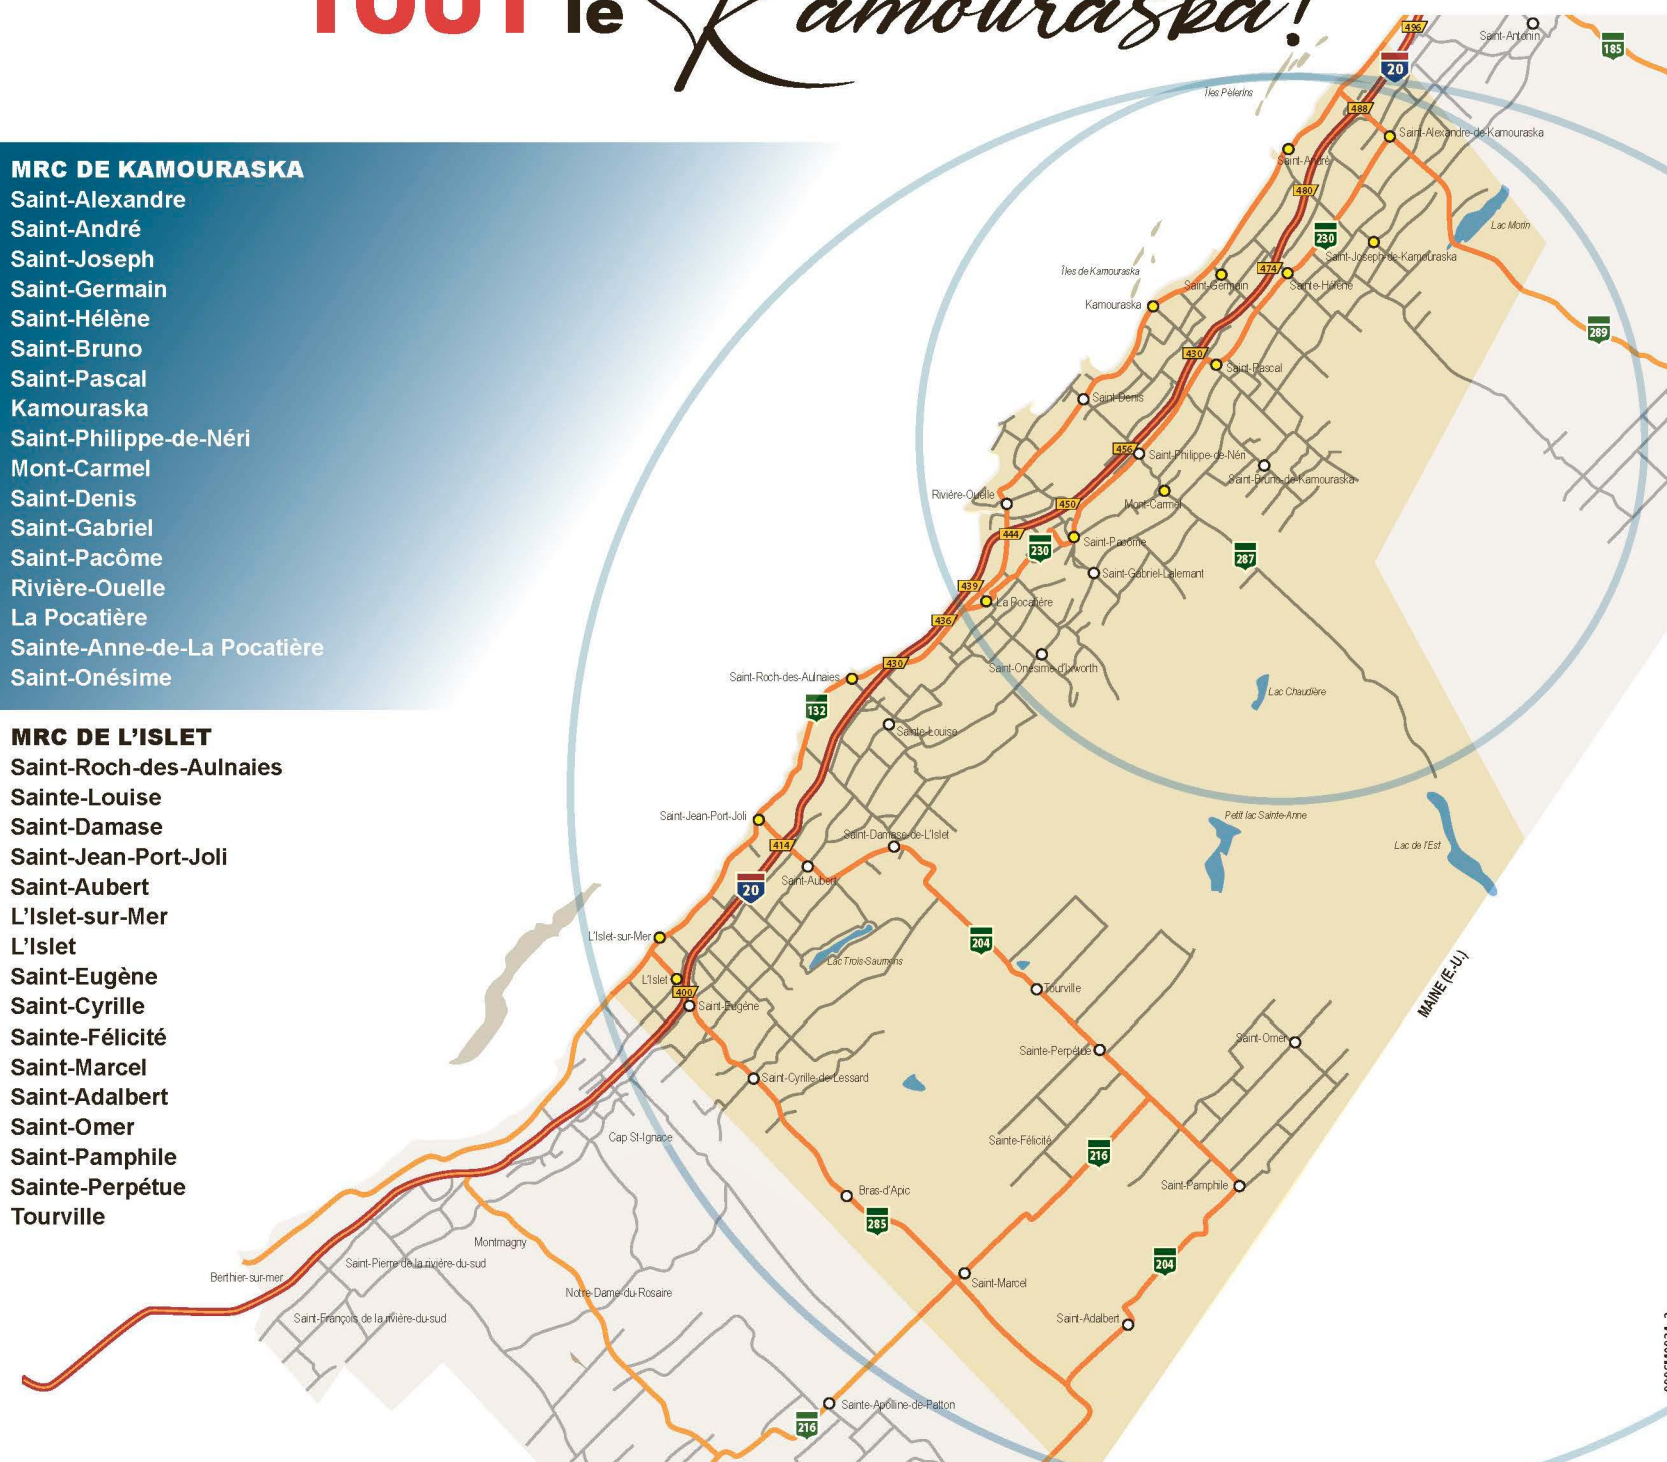 TOUT le Kamouraska!
MRC DE KAMOURASKA
Saint-Alexandre
Saint-André
Saint-Joseph
Saint-Germain
Saint-Hélène
Saint-Bruno
Saint-Pascal
Kamouraska
Saint-Philippe-de-Néri
Mont-Carmel
Saint-Denis
Saint-Gabriel
Saint-Pacôme
Rivière-Ouelle
La Pocatière
Sainte-Anne-de-La Pocatière
Saint-Onésime
MRC DE L'ISLET
Saint-Roch-des-Aulnaies
Sainte-Louise
Saint-Damase
Saint-Jean-Port-Joli
Saint-Aubert
L'Islet-sur-Mer
L'Islet
Saint-Eugène
Saint-Cyrille
Sainte-Félicité
Saint-Marcel
Saint-Adalbert
Saint-Omer
Saint-Pamphile
Sainte-Perpétue
Tourville
496
Saint-Antonin
185
20
Îles Pèlerins
488
Saint-Alexandre-de-Kamouraska
Saint-André
480
Lac Morin
230
Saint-Joseph-de-Kamouraska
Îles de Kamouraska
474
Saint-Germain
Sainte-Hélène
Kamouraska
289
430
Saint-Pascal
Saint-Denis
456
Saint-Philippe-de-Néri
Saint-Bruno-de-Kamouraska
Rivière-Ouelle
450
Mont-Carmel
444
230
Saint-Pacôme
287
Saint-Gabriel-Lalemant
439
La Pocatière
436
430
Saint-Onésime-d'Ixworth
Saint-Roch-des-Aulnaies
132
Lac Chaudière
Sainte-Louise
Saint-Jean-Port-Joli
Petit lac Sainte-Anne
414
Saint-Damase-de-L'Islet
Lac de l'Est
Saint-Aubert
20
L'Islet-sur-Mer
204
Lac Trois-Saumons
MAINE (E.-U.)
L'Islet
400
Saint-Eugène
Tourville
Saint-Omer
Sainte-Perpétue
Saint-Cyrille-de-Lessard
Cap St-Ignace
Sainte-Félicité
216
Saint-Pamphile
Bras-d'Apic
285
Montmagny
204
Saint-Pierre de la rivière-du-sud
Berthier-sur-mer
Saint-Marcel
Notre-Dame-du-Rosaire
Saint-François de la rivière-du-sud
Saint-Adalbert
Sainte-Apolline-de-Patton
216